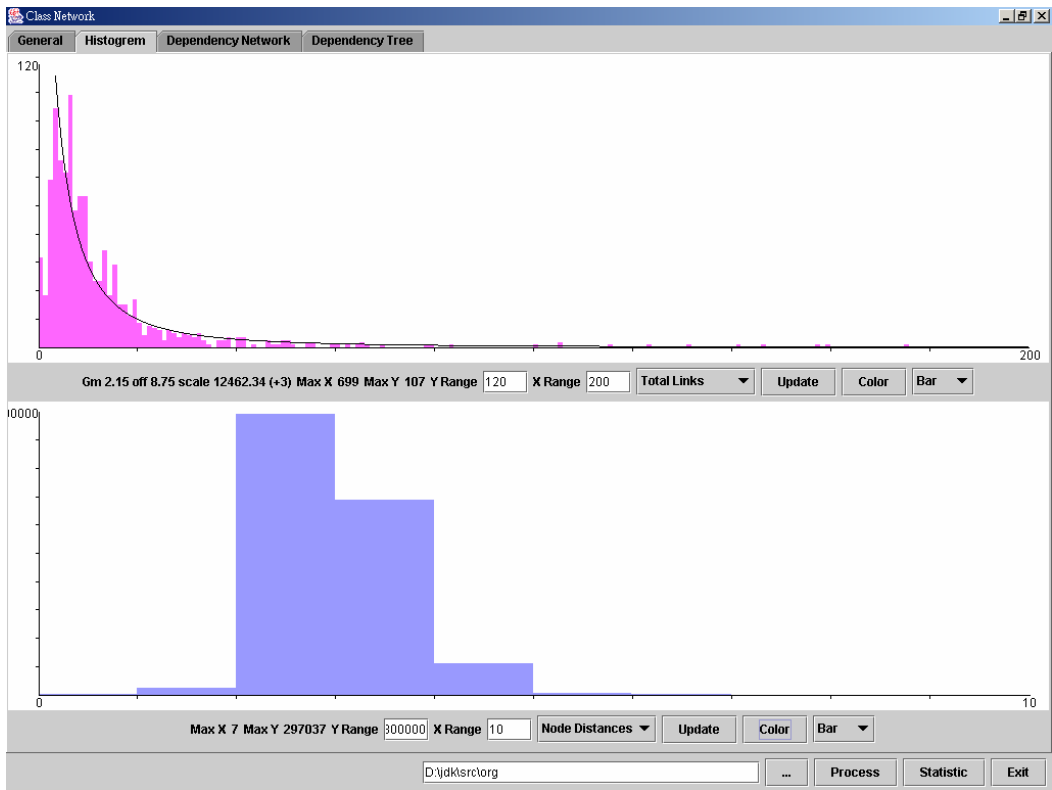 Class Network
General Histogrem Dependency Network Dependency Tree
120
0 200
Gm 2.15 off 8.75 scale 12462.34 (+3) Max X 699 Max Y 107 Y Range 120 X Range 200 Total Links Update Color Bar
00000
0 10
Max X 7 Max Y 297037 Y Range 300000 X Range 10 Node Distances Update Color Bar
D:\jdk\src\org ... Process Statistic Exit